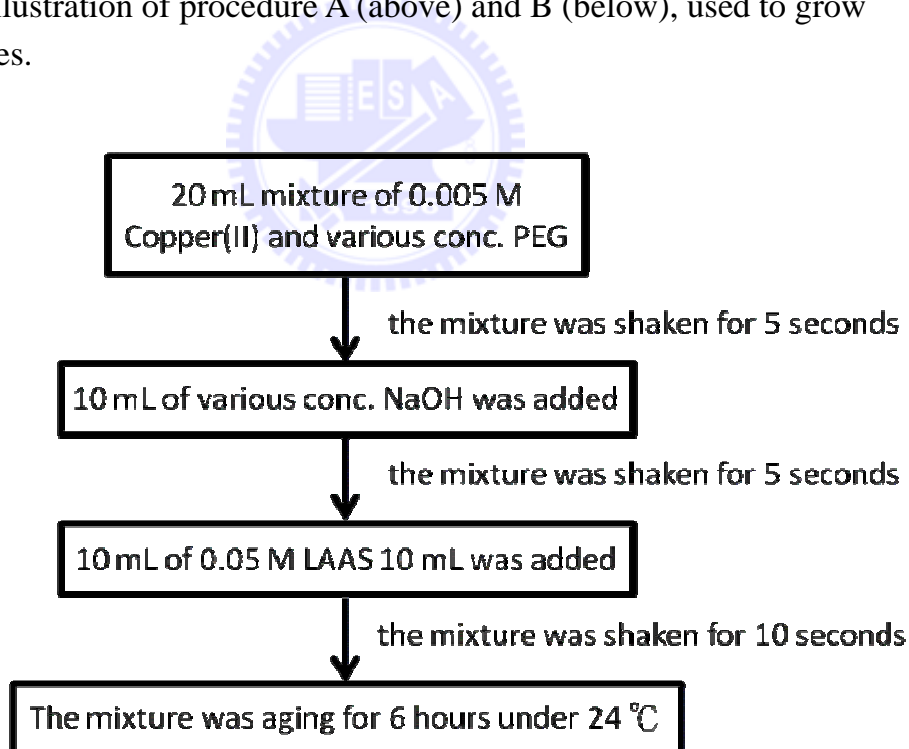 lustration of procedure A (above) and B (below), used to grow
es.
ESA
1896
20 mL mixture of 0.005 M
Copper(II) and various conc. PEG
the mixture was shaken for 5 seconds
10 mL of various conc. NaOH was added
the mixture was shaken for 5 seconds
10 mL of 0.05 M LAAS 10 mL was added
the mixture was shaken for 10 seconds
The mixture was aging for 6 hours under 24 ℃